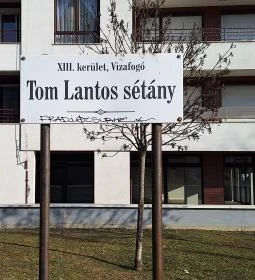 XIII. kerület, Vizafogó
Tom Lantos sétány